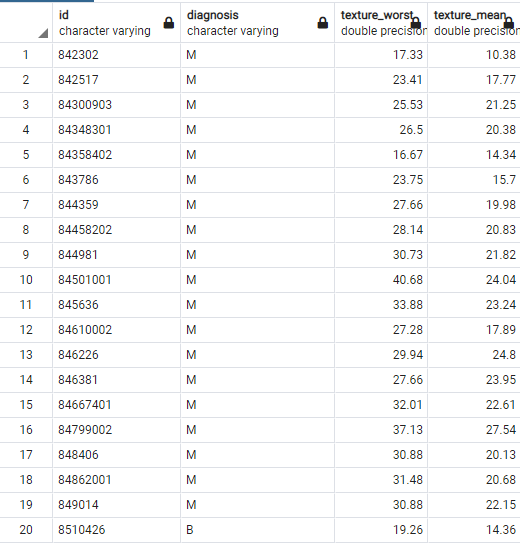 id diagnosis texture_worst texture_mean
character varying character varying double precision double precision
1 842302 M 17.33 10.38
2 842517 M 23.41 17.77
3 84300903 M 25.53 21.25
4 84348301 M 26.5 20.38
5 84358402 M 16.67 14.34
6 843786 M 23.75 15.7
7 844359 M 27.66 19.98
8 84458202 M 28.14 20.83
9 844981 M 30.73 21.82
10 84501001 M 40.68 24.04
11 845636 M 33.88 23.24
12 84610002 M 27.28 17.89
13 846226 M 29.94 24.8
14 846381 M 27.66 23.95
15 84667401 M 32.01 22.61
16 84799002 M 37.13 27.54
17 848406 M 30.88 20.13
18 84862001 M 31.48 20.68
19 849014 M 30.88 22.15
20 8510426 B 19.26 14.36